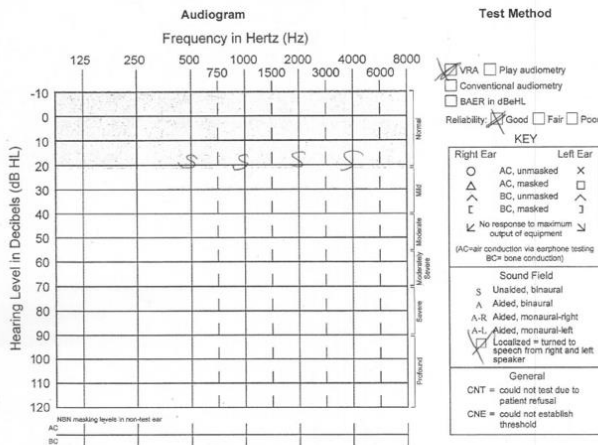 Audiogram
Frequency in Hertz (Hz)
125 250 500 750 1000 1500 2000 3000 4000 6000 8000
Hearing Level in Decibels (dB HL)
-10
0
10
20
30
40
50
60
70
80
90
100
110
120
S S S S
Normal
Mild
Moderate
Moderately Severe
Severe
Profound
NBN masking levels in non-test ear
AC
BC
Test Method
VRA Play audiometry
Conventional audiometry
BAER in dBeHL
Reliability: Good Fair Poor
KEY
Right Ear Left Ear
O AC, unmasked X
△ AC, masked □
^ BC, unmasked ^
[ BC, masked ]
↙ No response to maximum ↘
output of equipment
(AC=air conduction via earphone testing
BC= bone conduction)
Sound Field
S Unaided, binaural
A Aided, binaural
A-R Aided, monaural-right
A-L Aided, monaural-left
Localized = turned to
speech from right and left
speaker
General
CNT = could not test due to
patient refusal
CNE = could not establish
threshold